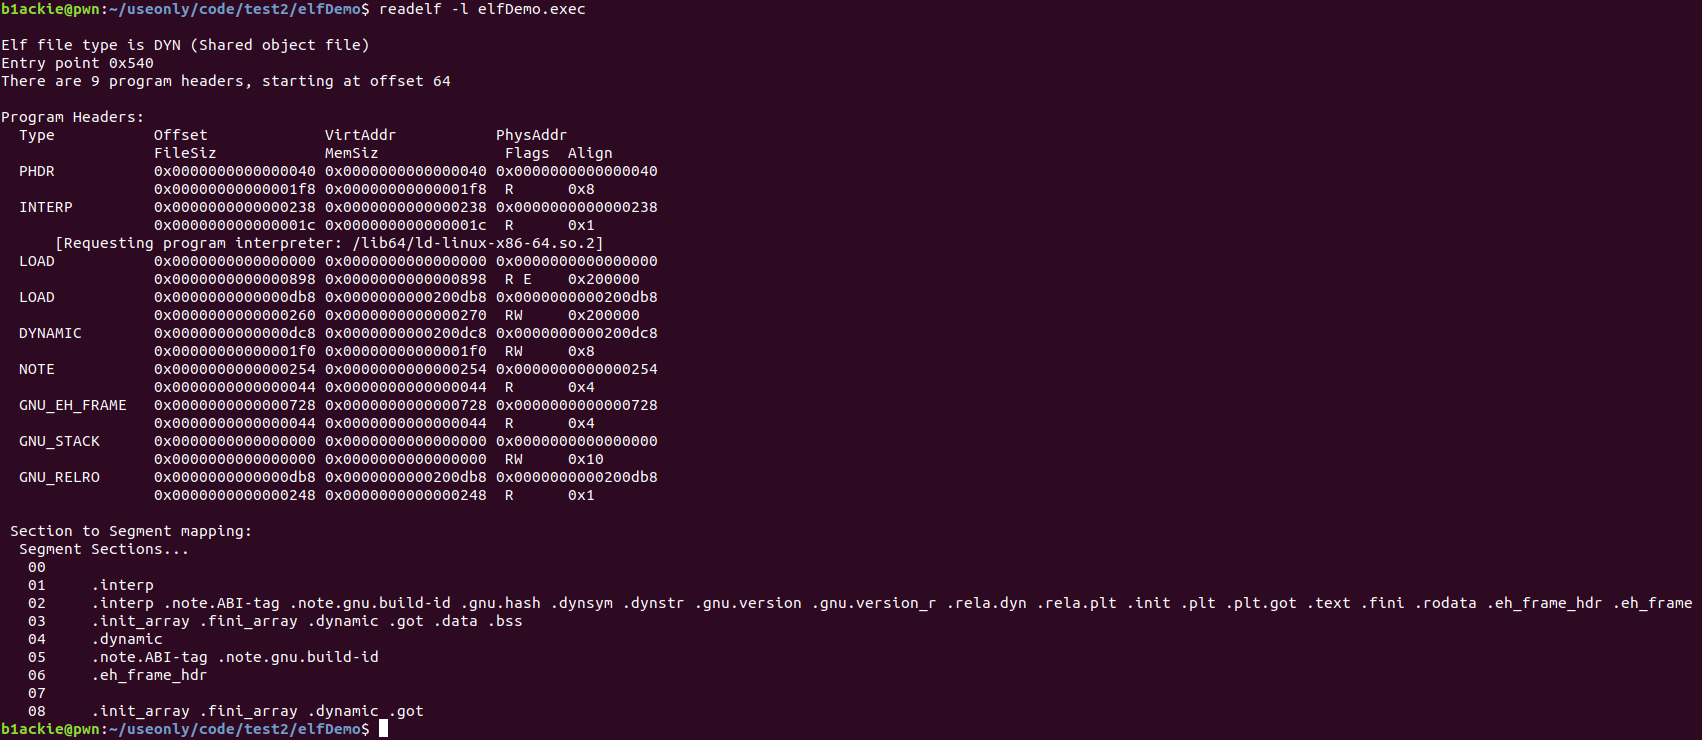 b1ackie@pwn:~/useonly/code/test2/elfDemo$ readelf -l elfDemo.exec

Elf file type is DYN (Shared object file)
Entry point 0x540
There are 9 program headers, starting at offset 64

Program Headers:
  Type           Offset             VirtAddr           PhysAddr
                 FileSiz            MemSiz              Flags  Align
  PHDR           0x0000000000000040 0x0000000000000040 0x0000000000000040
                 0x00000000000001f8 0x00000000000001f8  R      0x8
  INTERP         0x0000000000000238 0x0000000000000238 0x0000000000000238
                 0x000000000000001c 0x000000000000001c  R      0x1
      [Requesting program interpreter: /lib64/ld-linux-x86-64.so.2]
  LOAD           0x0000000000000000 0x0000000000000000 0x0000000000000000
                 0x0000000000000898 0x0000000000000898  R E    0x200000
  LOAD           0x0000000000000db8 0x0000000000200db8 0x0000000000200db8
                 0x0000000000000260 0x0000000000000270  RW     0x200000
  DYNAMIC        0x0000000000000dc8 0x0000000000200dc8 0x0000000000200dc8
                 0x00000000000001f0 0x00000000000001f0  RW     0x8
  NOTE           0x0000000000000254 0x0000000000000254 0x0000000000000254
                 0x0000000000000044 0x0000000000000044  R      0x4
  GNU_EH_FRAME   0x0000000000000728 0x0000000000000728 0x0000000000000728
                 0x0000000000000044 0x0000000000000044  R      0x4
  GNU_STACK      0x0000000000000000 0x0000000000000000 0x0000000000000000
                 0x0000000000000000 0x0000000000000000  RW     0x10
  GNU_RELRO      0x0000000000000db8 0x0000000000200db8 0x0000000000200db8
                 0x0000000000000248 0x0000000000000248  R      0x1

 Section to Segment mapping:
  Segment Sections...
   00
   01     .interp
   02     .interp .note.ABI-tag .note.gnu.build-id .gnu.hash .dynsym .dynstr .gnu.version .gnu.version_r .rela.dyn .rela.plt .init .plt .plt.got .text .fini .rodata .eh_frame_hdr .eh_frame
   03     .init_array .fini_array .dynamic .got .data .bss
   04     .dynamic
   05     .note.ABI-tag .note.gnu.build-id
   06     .eh_frame_hdr
   07
   08     .init_array .fini_array .dynamic .got
b1ackie@pwn:~/useonly/code/test2/elfDemo$